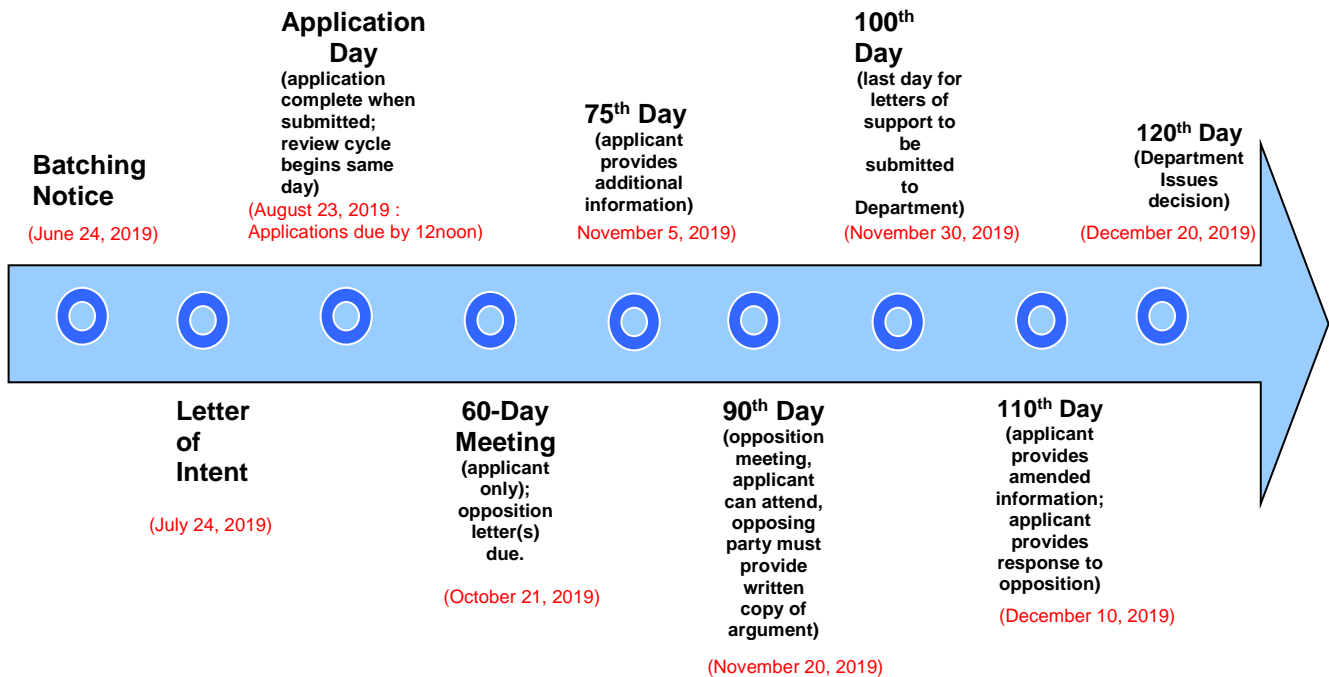 Batching
Notice
(June 24, 2019)
Letter
of
Intent
(July 24, 2019)
Application
Day
(application
complete when
submitted;
review cycle
begins same
day)
(August 23, 2019 :
Applications due by 12noon)
60-Day
Meeting
(applicant
only);
opposition
letter(s)
due.
(October 21, 2019)
75th Day
(applicant
provides
additional
information)
November 5, 2019)
90th Day
(opposition
meeting,
applicant
can attend,
opposing
party must
provide
written
copy of
argument)
(November 20, 2019)
100th
Day
(last day for
letters of
support to
be
submitted
to
Department)
(November 30, 2019)
110th Day
(applicant
provides
amended
information;
applicant
provides
response to
opposition)
(December 10, 2019)
120th Day
(Department
Issues
decision)
(December 20, 2019)